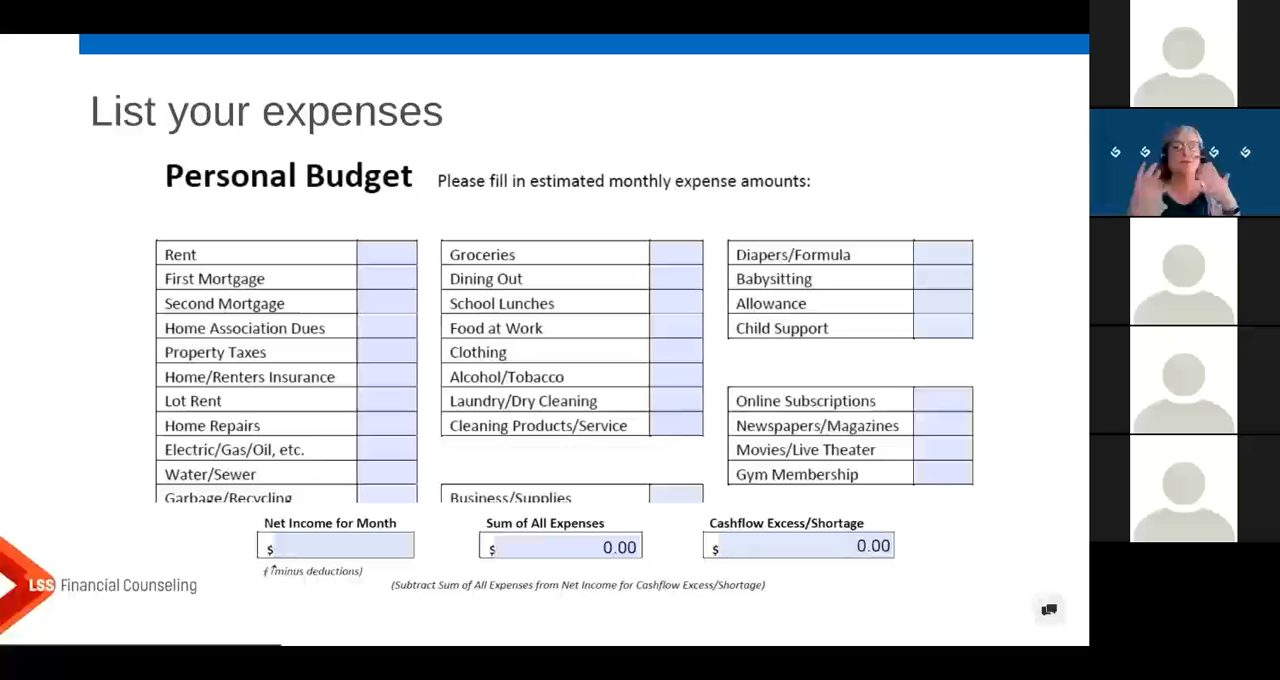 List your expenses
Personal Budget
Please fill in estimated monthly expense amounts:
Rent
First Mortgage
Second Mortgage
Home Association Dues
Property Taxes
Home/Renters Insurance
Lot Rent
Home Repairs
Electric/Gas/Oil, etc.
Water/Sewer
Garbage/Recycling
Groceries
Dining Out
School Lunches
Food at Work
Clothing
Alcohol/Tobacco
Laundry/Dry Cleaning
Cleaning Products/Service
Business/Supplies
Diapers/Formula
Babysitting
Allowance
Child Support
Online Subscriptions
Newspapers/Magazines
Movies/Live Theater
Gym Membership
Net Income for Month
$
(↑minus deductions)
Sum of All Expenses
$ 0.00
Cashflow Excess/Shortage
$ 0.00
(Subtract Sum of All Expenses from Net Income for Cashflow Excess/Shortage)
LSS Financial Counseling